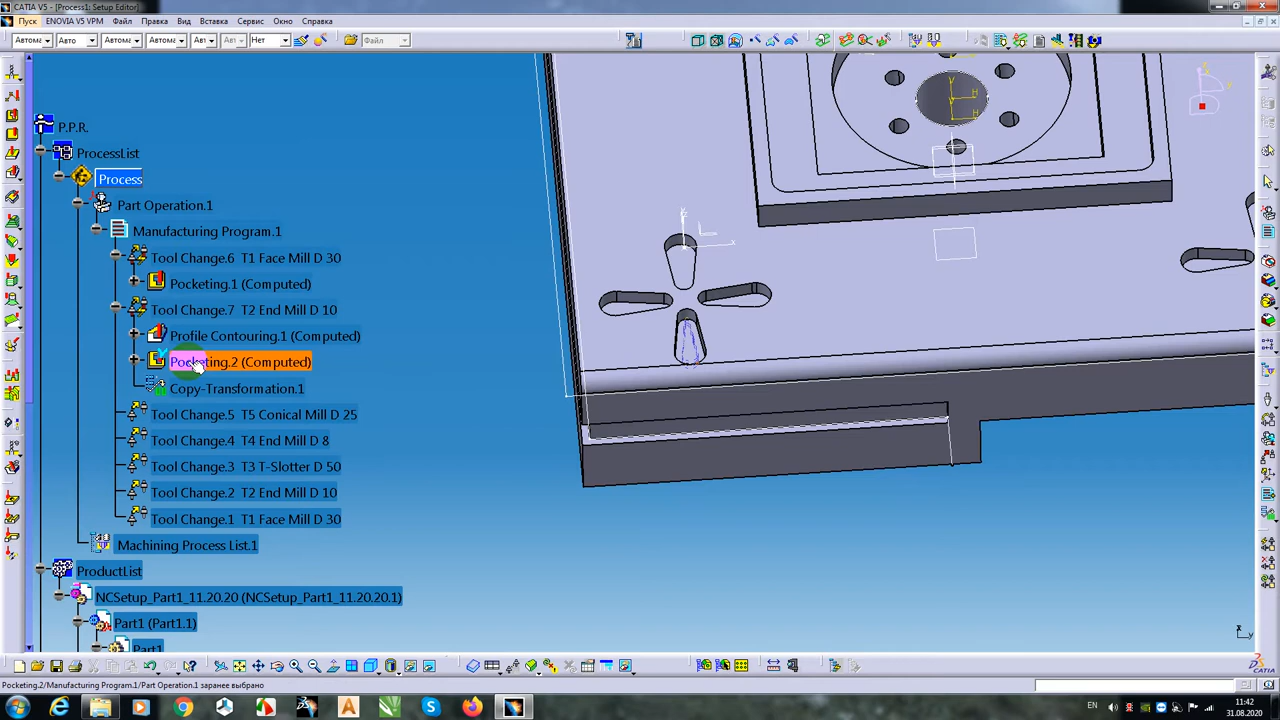 CATIA V5 - [Process1: Setup Editor]
Пуск ENOVIA V5 VPM Файл Правка Вид Вставка Сервис Окно Справка
Автома Авто Автома Автома Авт Авт Нет Файл
P.P.R.
ProcessList
Process
Part Operation.1
Manufacturing Program.1
Tool Change.6 T1 Face Mill D 30
Pocketing.1 (Computed)
Tool Change.7 T2 End Mill D 10
Profile Contouring.1 (Computed)
Pocketing.2 (Computed)
Copy-Transformation.1
Tool Change.5 T5 Conical Mill D 25
Tool Change.4 T4 End Mill D 8
Tool Change.3 T3 T-Slotter D 50
Tool Change.2 T2 End Mill D 10
Tool Change.1 T1 Face Mill D 30
Machining Process List.1
ProductList
NCSetup_Part1_11.20.20 (NCSetup_Part1_11.20.20.1)
Part1 (Part1.1)
Part1
Pocketing.2/Manufacturing Program.1/Part Operation.1 заранее выбрано
EN
11:42
31.08.2020